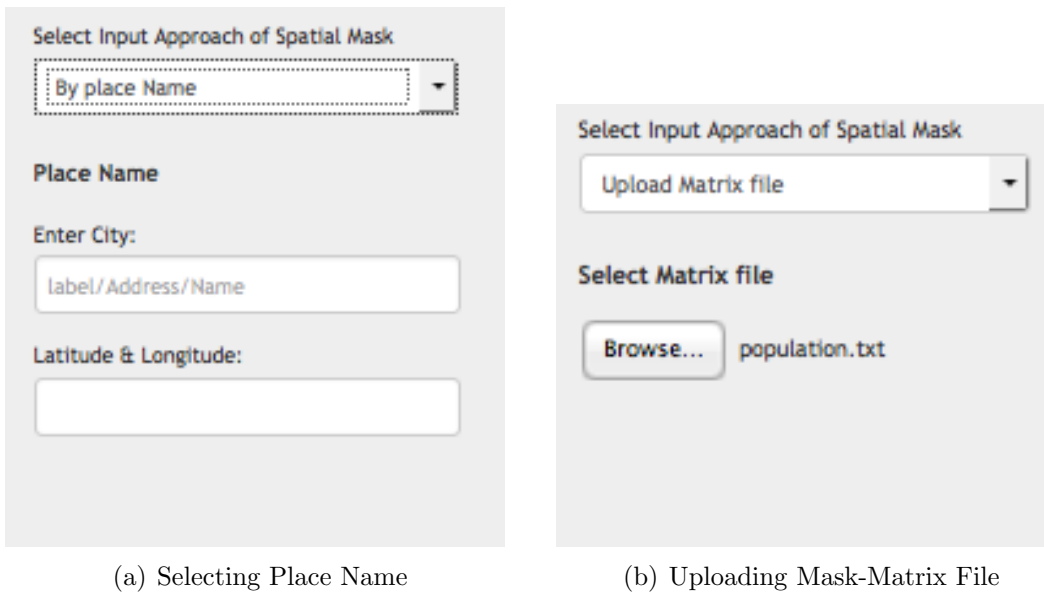 Select Input Approach of Spatial Mask
By place Name
Place Name
Enter City:
label/Address/Name
Latitude & Longitude:
(a) Selecting Place Name
Select Input Approach of Spatial Mask
Upload Matrix file
Select Matrix file
Browse... population.txt
(b) Uploading Mask-Matrix File